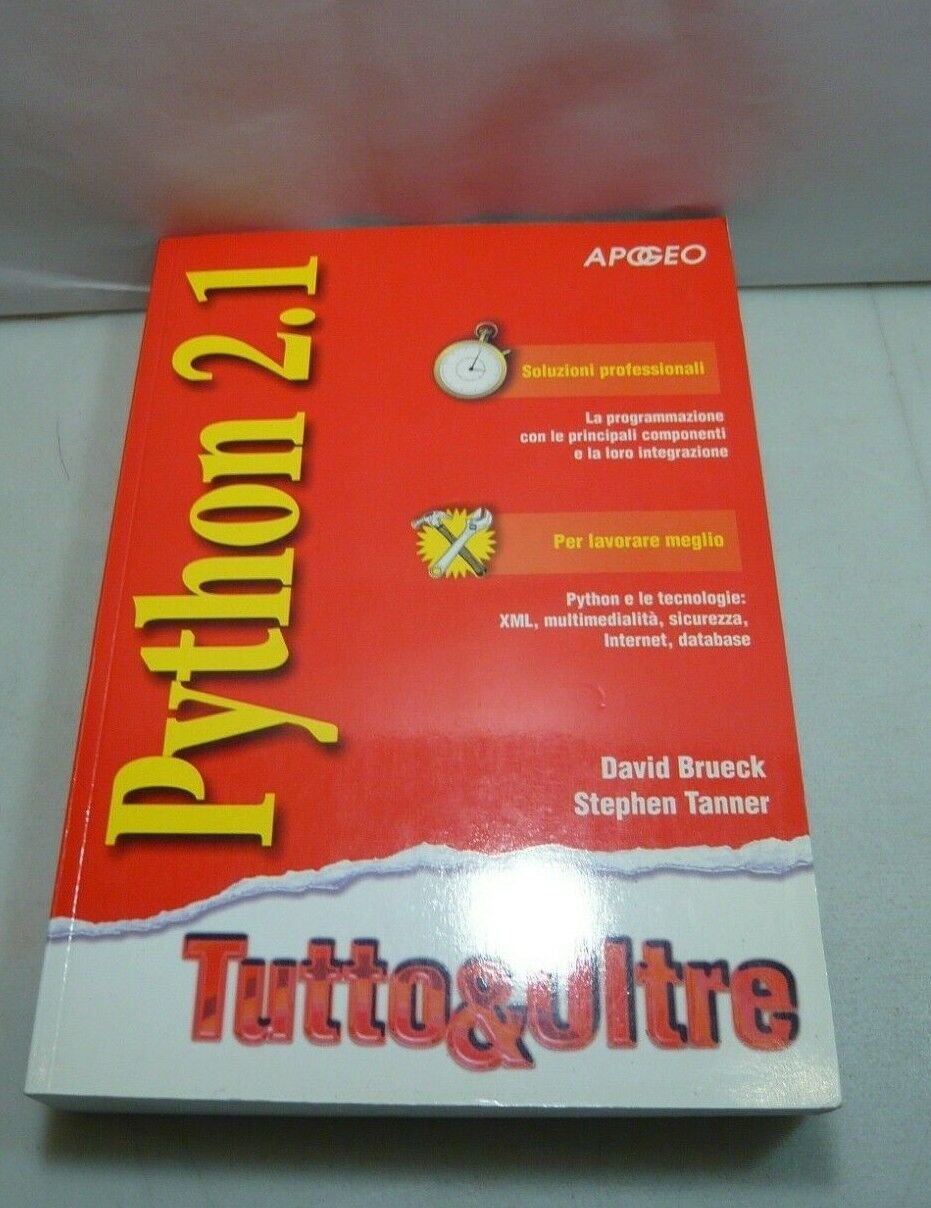 APOGEO
Python 2.1
Soluzioni professionali
La programmazione
con le principali componenti
e la loro integrazione
Per lavorare meglio
Python e le tecnologie:
XML, multimedialità, sicurezza,
Internet, database
David Brueck
Stephen Tanner
Tutto&Oltre